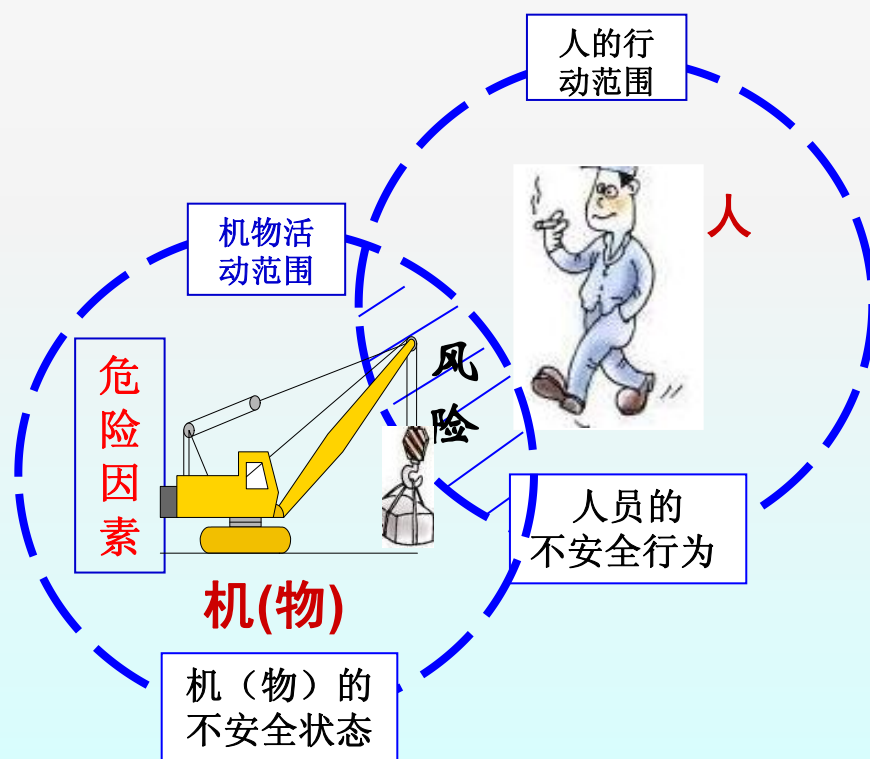 人的行
动范围
人
机物活
动范围
危
险
因
素
风
险
人员的
不安全行为
机(物)
机（物）的
不安全状态